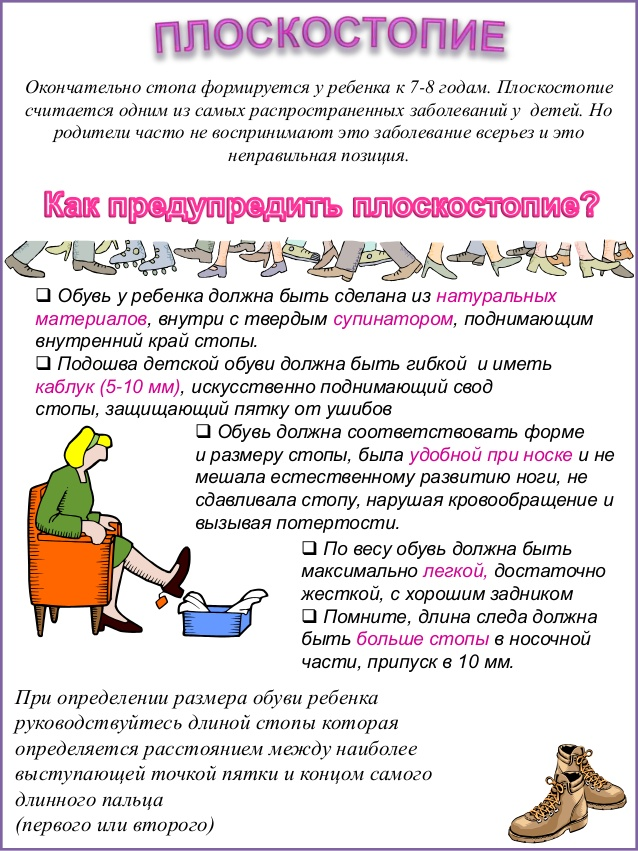 ПЛОСКОСТОПИЕ
Окончательно стопа формируется у ребенка к 7-8 годам. Плоскостопие
считается одним из самых распространенных заболеваний у детей. Но
родители часто не воспринимают это заболевание всерьез и это
неправильная позиция.
Как предупредить плоскостопие?
❑ Обувь у ребенка должна быть сделана из натуральных
материалов, внутри с твердым супинатором, поднимающим
внутренний край стопы.
❑ Подошва детской обуви должна быть гибкой и иметь
каблук (5-10 мм), искусственно поднимающий свод
стопы, защищающий пятку от ушибов
❑ Обувь должна соответствовать форме
и размеру стопы, была удобной при носке и не
мешала естественному развитию ноги, не
сдавливала стопу, нарушая кровообращение и
вызывая потертости.
❑ По весу обувь должна быть
максимально легкой, достаточно
жесткой, с хорошим задником
❑ Помните, длина следа должна
быть больше стопы в носочной
части, припуск в 10 мм.
При определении размера обуви ребенка
руководствуйтесь длиной стопы которая
определяется расстоянием между наиболее
выступающей точкой пятки и концом самого
длинного пальца
(первого или второго)